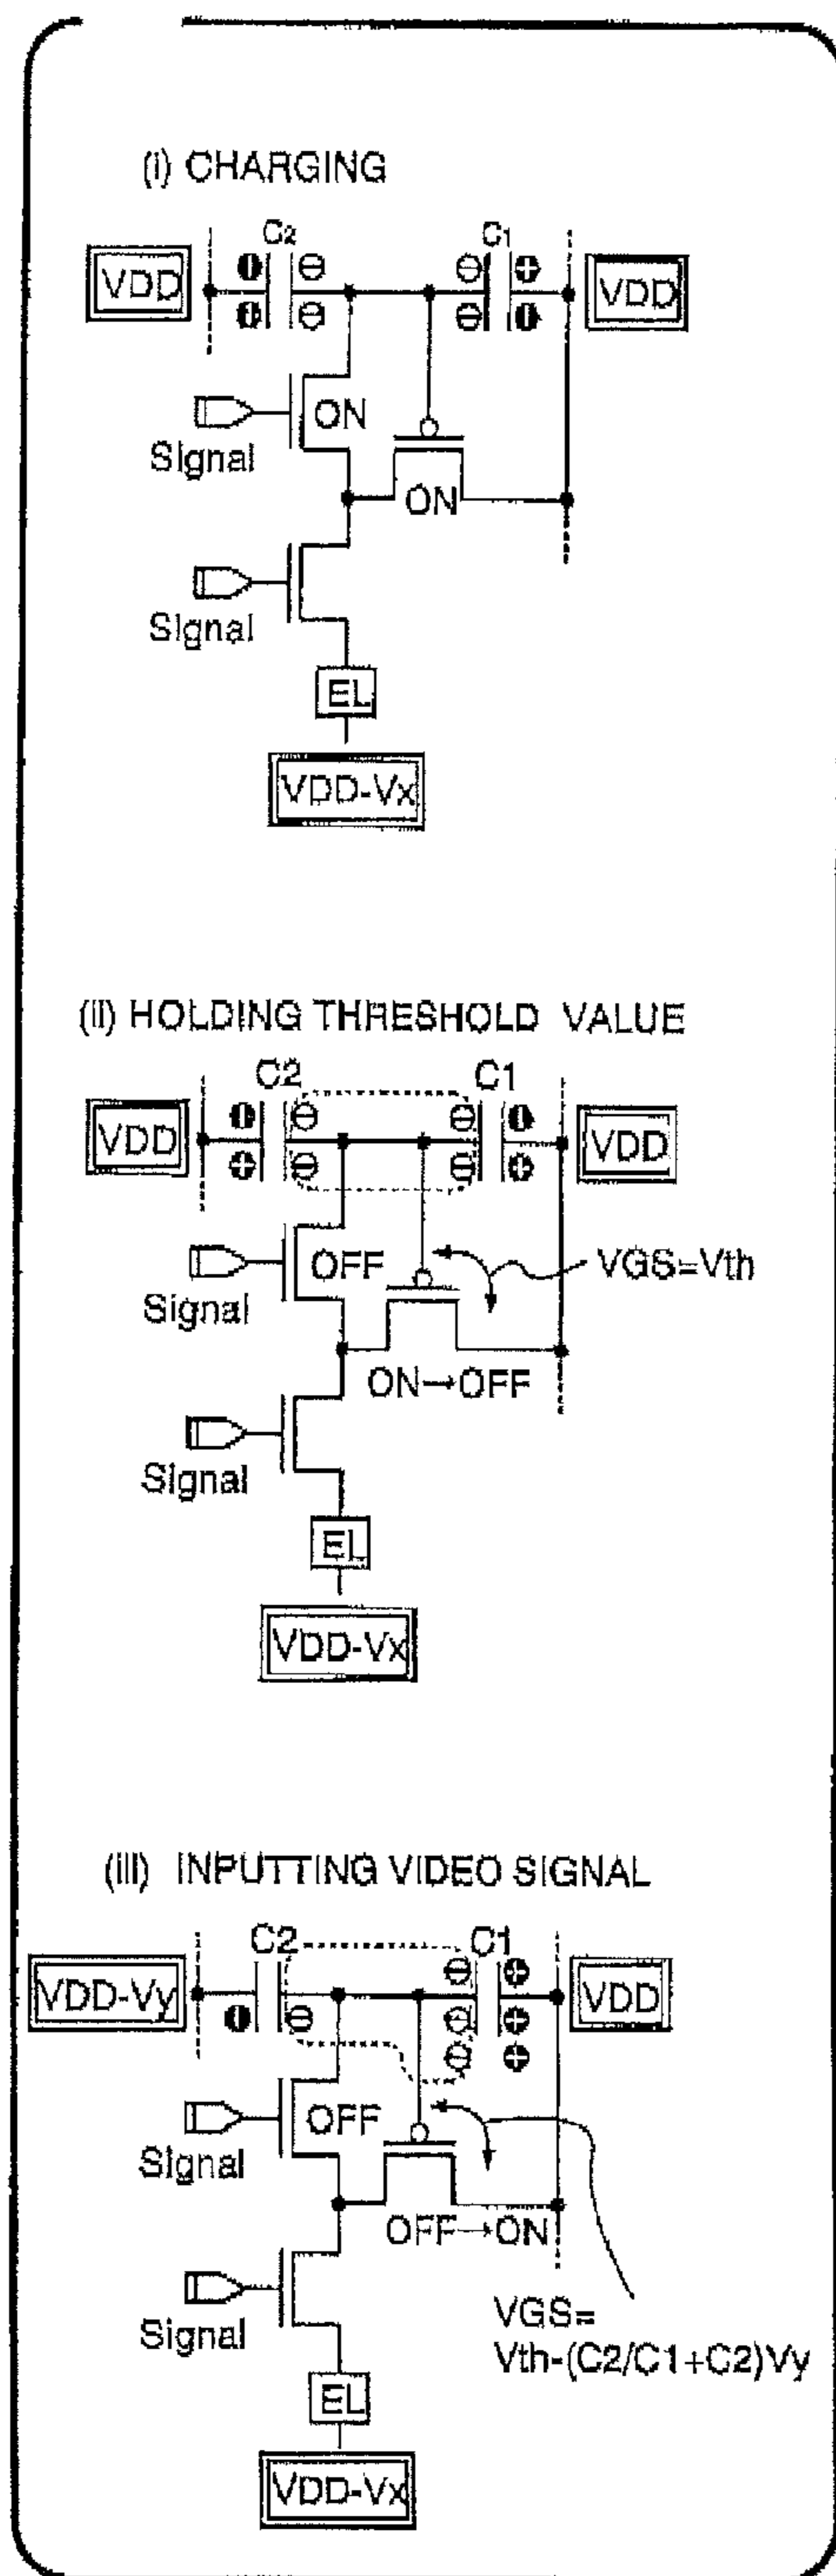 (i) CHARGING
C2 C1
VDD ⊖ ⊖ + VDD
⊖ ⊖
ON
Signal
ON
Signal
EL
VDD-Vx
(ii) HOLDING THRESHOLD VALUE
C2 C1
VDD ⊖ ⊖ VDD
+ ⊖ ⊖ +
OFF VGS=Vth
Signal
ON→OFF
Signal
EL
VDD-Vx
(iii) INPUTTING VIDEO SIGNAL
C2 C1
⊖ +
VDD-Vy VDD
⊖ ⊖ +
⊖ +
OFF
Signal
OFF→ON
Signal
VGS=
Vth-(C2/C1+C2)Vy
EL
VDD-Vx